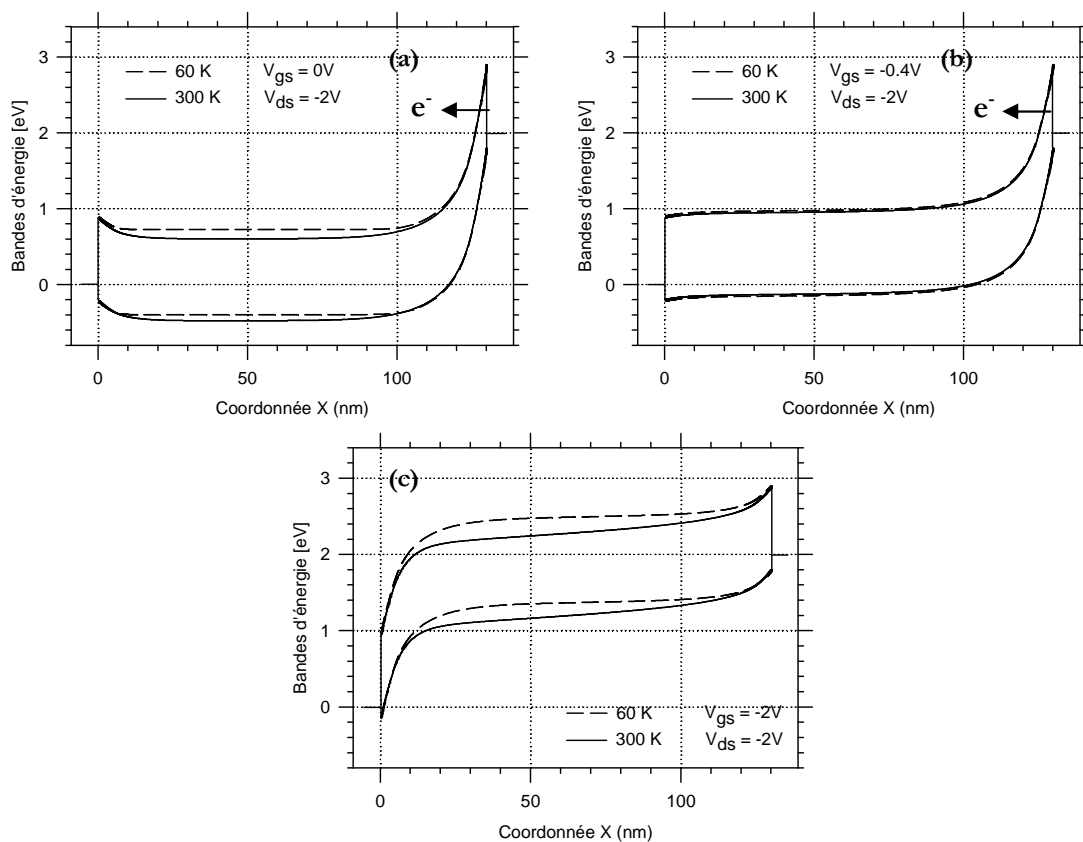 (a)
60 K V_gs = 0V
300 K V_ds = -2V
e⁻
3
2
1
0
Bandes d'énergie [eV]
0 50 100
Coordonnée X (nm)
(b)
60 K V_gs = -0.4V
300 K V_ds = -2V
e⁻
3
2
1
0
Bandes d'énergie [eV]
0 50 100
Coordonnée X (nm)
(c)
3
2
1
0
Bandes d'énergie [eV]
60 K V_gs = -2V
300 K V_ds = -2V
0 50 100
Coordonnée X (nm)